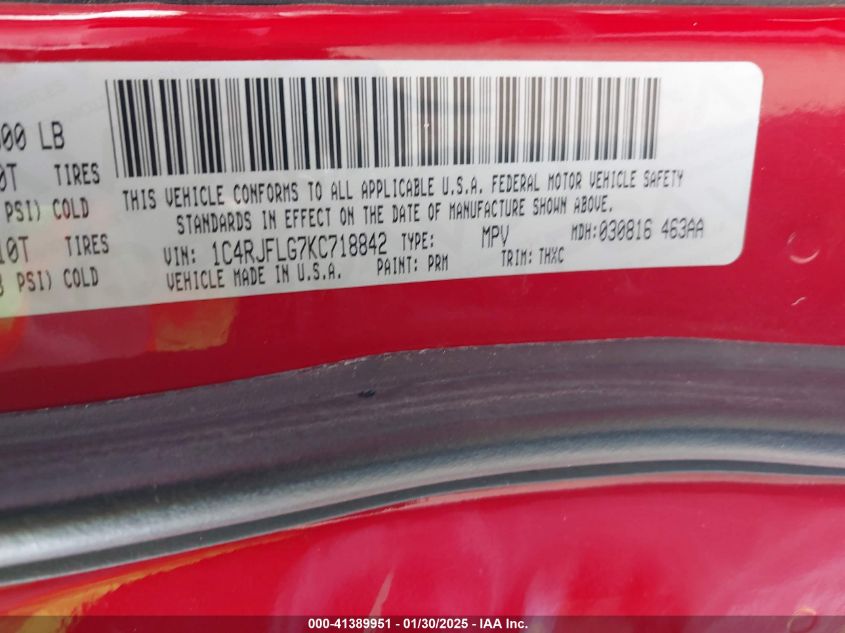 00 LB
0T TIRES
PSI) COLD
10T TIRES
PSI) COLD
THIS VEHICLE CONFORMS TO ALL APPLICABLE U.S.A. FEDERAL MOTOR VEHICLE SAFETY
STANDARDS IN EFFECT ON THE DATE OF MANUFACTURE SHOWN ABOVE.
VIN: 1C4RJFLG7KC718842 TYPE: MPV MDH: 030816 463AA
VEHICLE MADE IN U.S.A. PAINT: PRM TRIM: THXC
000-41389951 - 01/30/2025 - IAA Inc.